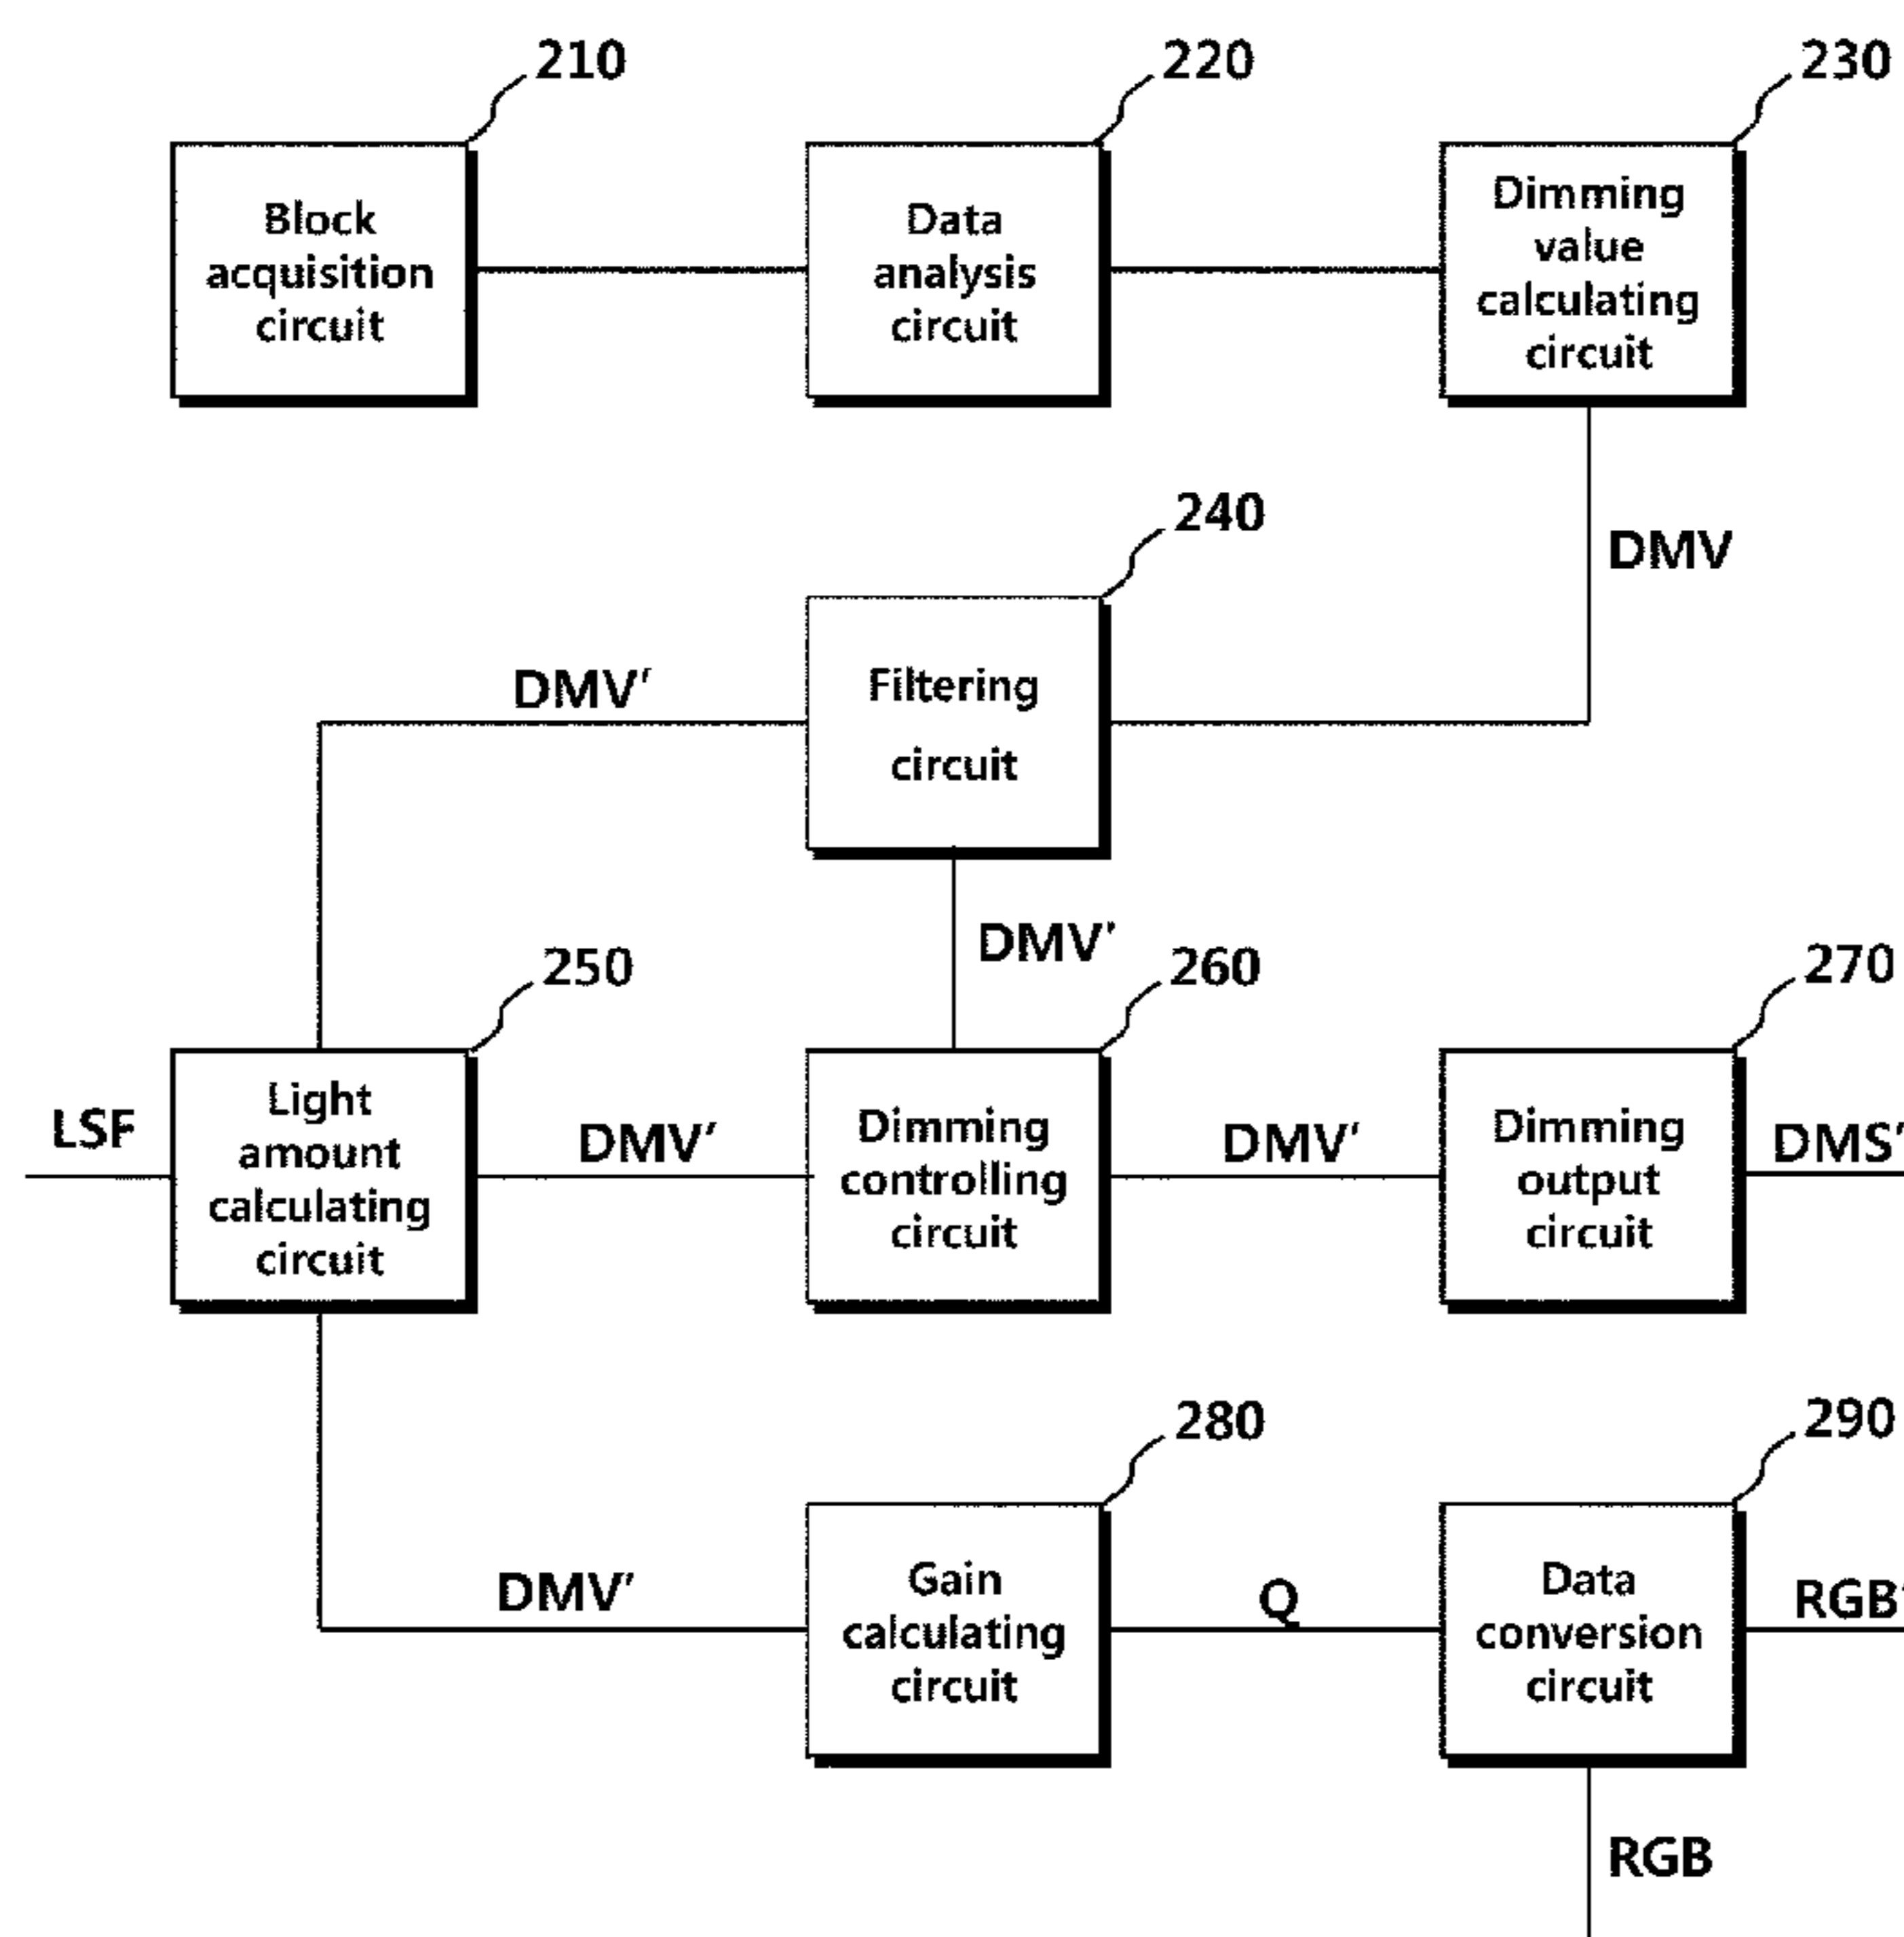 210
220
230
Block
acquisition
circuit
Data
analysis
circuit
Dimming
value
calculating
circuit
240
DMV
DMV'
Filtering
circuit
DMV'
250
260
270
LSF
Light
amount
calculating
circuit
DMV'
Dimming
controlling
circuit
DMV'
Dimming
output
circuit
DMS'
280
290
DMV'
Gain
calculating
circuit
Q
Data
conversion
circuit
RGB'
RGB